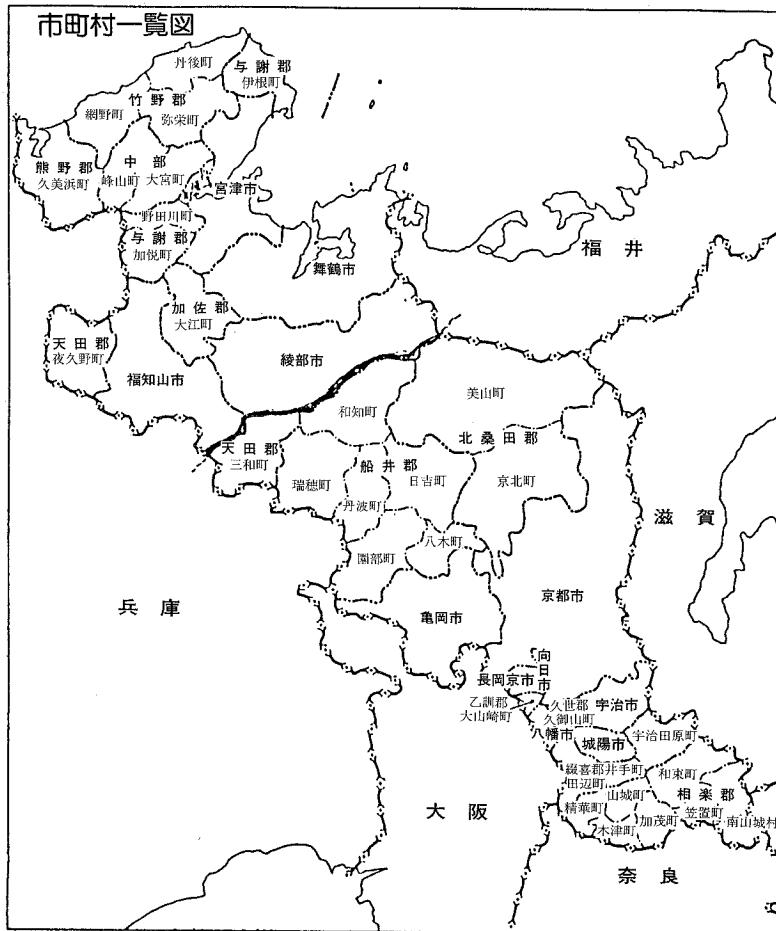 市町村一覧図
丹後町
与謝郡
伊根町
竹野郡
網野町
弥栄町
熊野郡
久美浜町
中部
峰山町
大宮町
宮津市
野田川町
与謝郡
加悦町
舞鶴市
福井
加佐郡
大江町
天田郡
夜久野町
福知山市
綾部市
美山町
和知町
北桑田郡
天田郡
三和町
船井郡
瑞穂町
日吉町
京北町
丹波町
滋賀
園部町
八木町
兵庫
亀岡市
京都市
向日市
長岡京市
乙訓郡
大山崎町
久世郡
久御山町
宇治市
八幡市
城陽市
宇治田原町
綴喜郡井手町
田辺町
和束町
山城町
相楽郡
精華町
笠置町
木津町
加茂町
南山城村
大阪
奈良